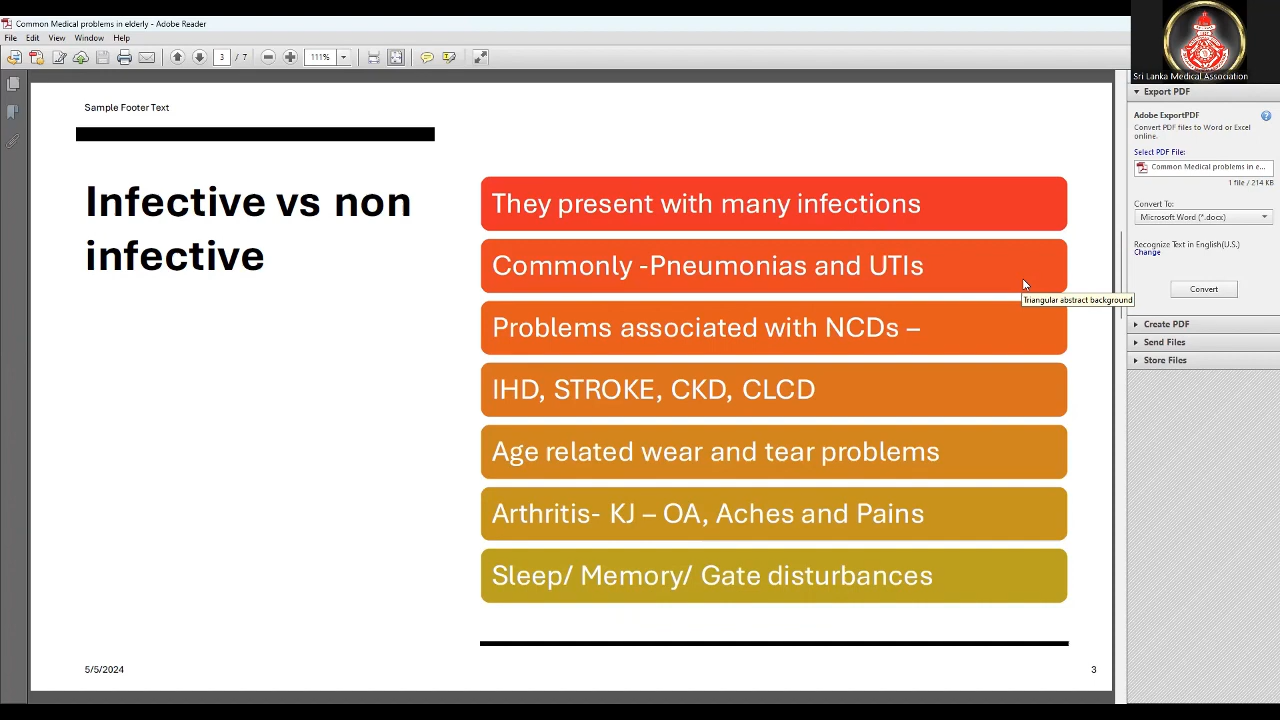 Common Medical problems in elderly - Adobe Reader
File Edit View Window Help
3 / 7
111%
Sri Lanka Medical Association
Sample Footer Text
Infective vs non
infective
They present with many infections
Commonly -Pneumonias and UTIs
Problems associated with NCDs –
IHD, STROKE, CKD, CLCD
Age related wear and tear problems
Arthritis- KJ – OA, Aches and Pains
Sleep/ Memory/ Gate disturbances
Triangular abstract background
5/5/2024
3
Export PDF
Adobe ExportPDF
Convert PDF files to Word or Excel
online.
Select PDF File:
Common Medical problems in e...
1 file / 214 KB
Convert To:
Microsoft Word (*.docx)
Recognize Text in English(U.S.)
Change
Convert
Create PDF
Send Files
Store Files